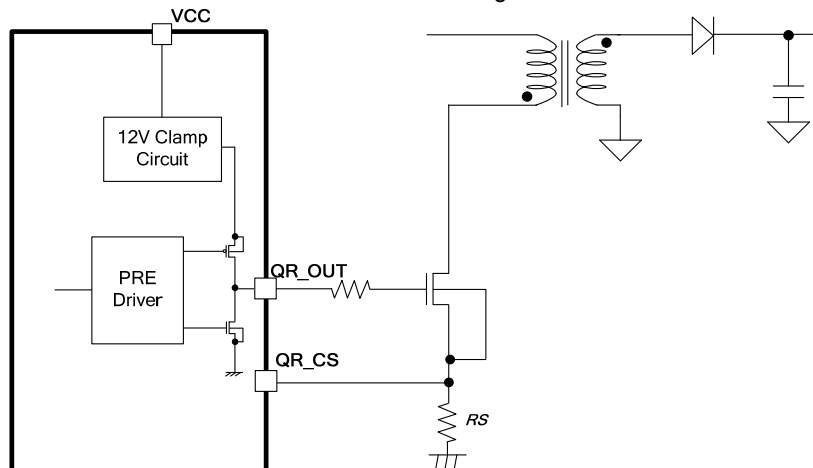 VCC
12V Clamp
Circuit
PRE
Driver
QR_OUT
QR_CS
RS